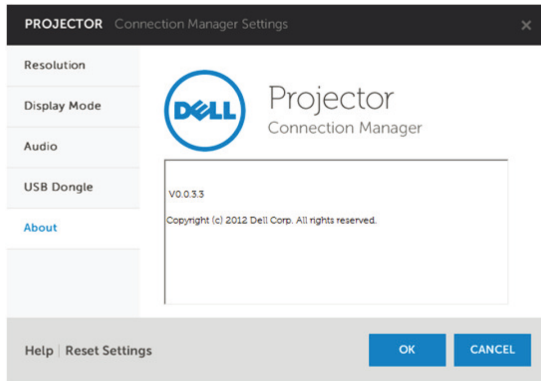 PROJECTOR Connection Manager Settings
Resolution
Display Mode
Audio
USB Dongle
About
DELL
Projector
Connection Manager
V0.0.3.3
Copyright (c) 2012 Dell Corp. All rights reserved.
Help | Reset Settings
OK
CANCEL